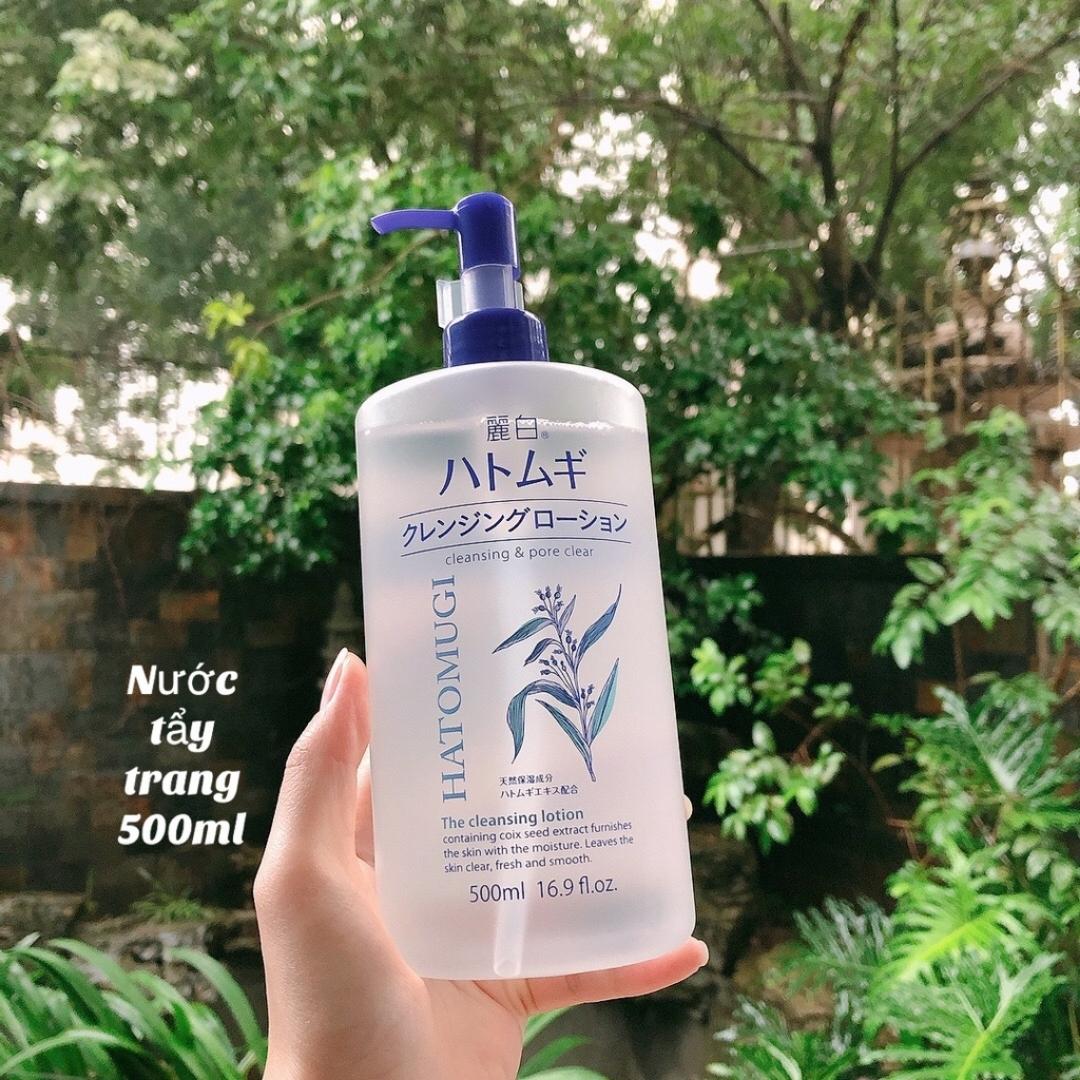 麗白®
ハトムギ
クレンジングローション
cleansing & pore clear
HATOMUGI
天然保湿成分
ハトムギエキス配合
The cleansing lotion
containing coix seed extract furnishes
the skin with the moisture. Leaves the
skin clear, fresh and smooth.
500ml 16.9 fl.oz.
Nước
tẩy
trang
500ml